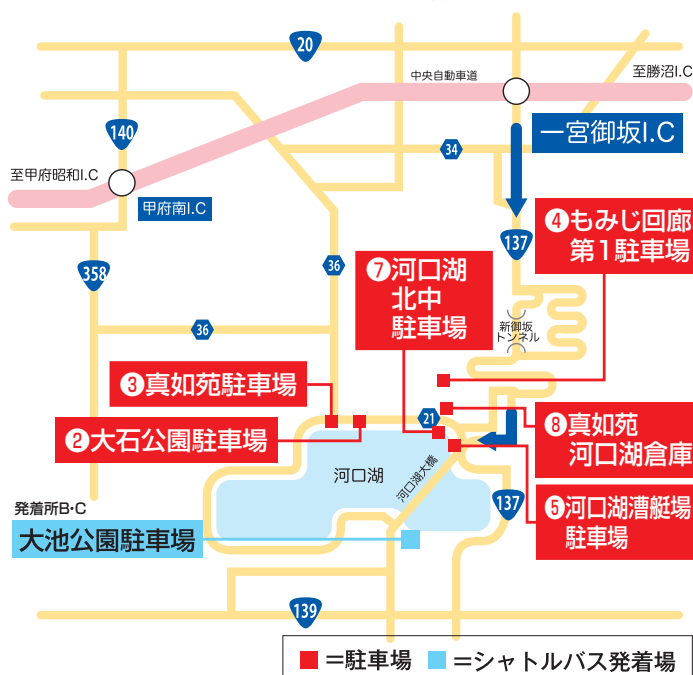 20
中央自動車道
至勝沼I.C
一宮御坂I.C
140
34
至甲府昭和I.C
甲府南I.C
137
❹もみじ回廊
第1駐車場
358
36
❼河口湖
北中
駐車場
36
新御坂
トンネル
❸真如苑駐車場
21
❷大石公園駐車場
❽真如苑
河口湖倉庫
河口湖
河口湖大橋
137
❺河口湖漕艇場
駐車場
発着所B・C
大池公園駐車場
139
=駐車場
=シャトルバス発着場